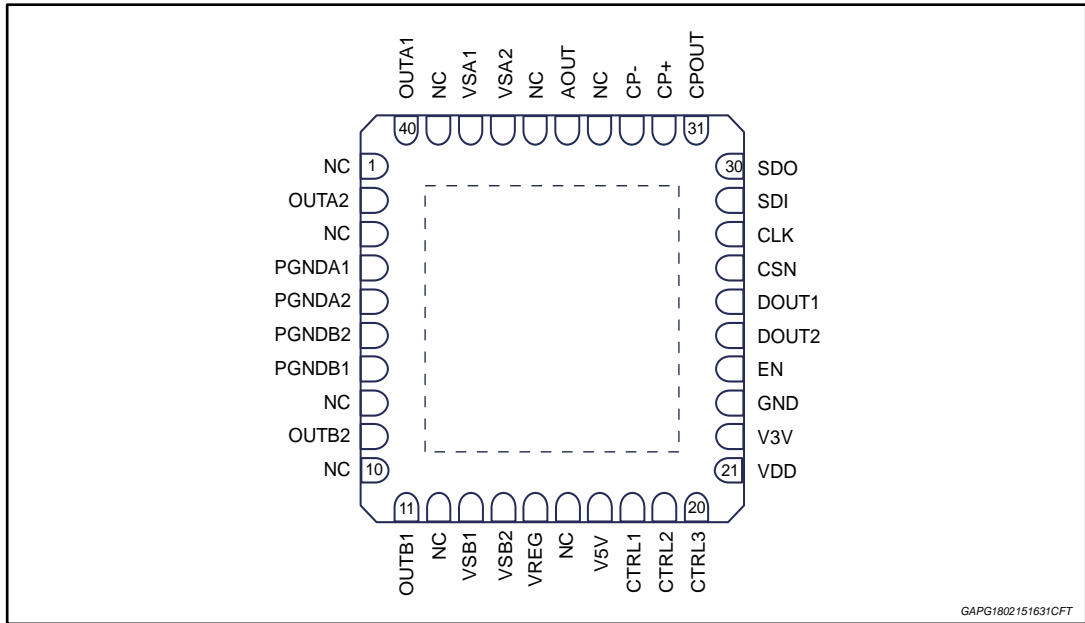 OUTA1
NC
VSA1
VSA2
NC
AOUT
NC
CP-
CP+
CPOUT
40
31
NC 1
30 SDO
OUTA2
SDI
NC
CLK
PGNDA1
CSN
PGNDA2
DOUT1
PGNDB2
DOUT2
PGNDB1
EN
NC
GND
OUTB2
V3V
NC 10
21 VDD
11
20
OUTB1
NC
VSB1
VSB2
VREG
NC
V5V
CTRL1
CTRL2
CTRL3
GAPG1802151631CFT